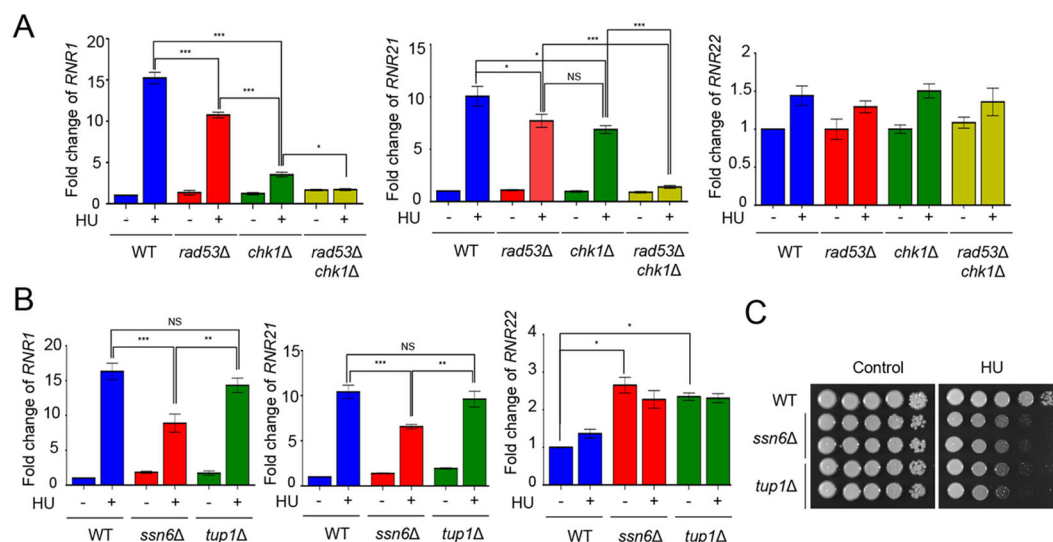 A
Fold change of RNR1
20
15
10
5
0
***
***
***
*
HU - + - + - + - +
WT rad53Δ chk1Δ rad53Δ
chk1Δ
Fold change of RNR21
15
10
5
0
***
***
*
*
NS
HU - + - + - + - +
WT rad53Δ chk1Δ rad53Δ
chk1Δ
Fold change of RNR22
2
1.5
1
0
- + - + - + - +
WT rad53Δ chk1Δ rad53Δ
chk1Δ
B
Fold change of RNR1
20
15
10
5
0
NS
***
**
HU - + - + - +
WT ssn6Δ tup1Δ
Fold change of RNR21
15
10
5
0
NS
***
**
HU - + - + - +
WT ssn6Δ tup1Δ
Fold change of RNR22
4
3
2
1
0
*
*
HU - + - + - +
WT ssn6Δ tup1Δ
C
Control HU
WT
ssn6Δ
tup1Δ